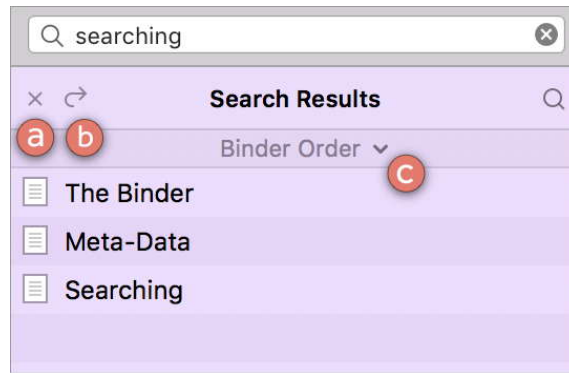 searching
Search Results
a b
Binder Order
c
The Binder
Meta-Data
Searching